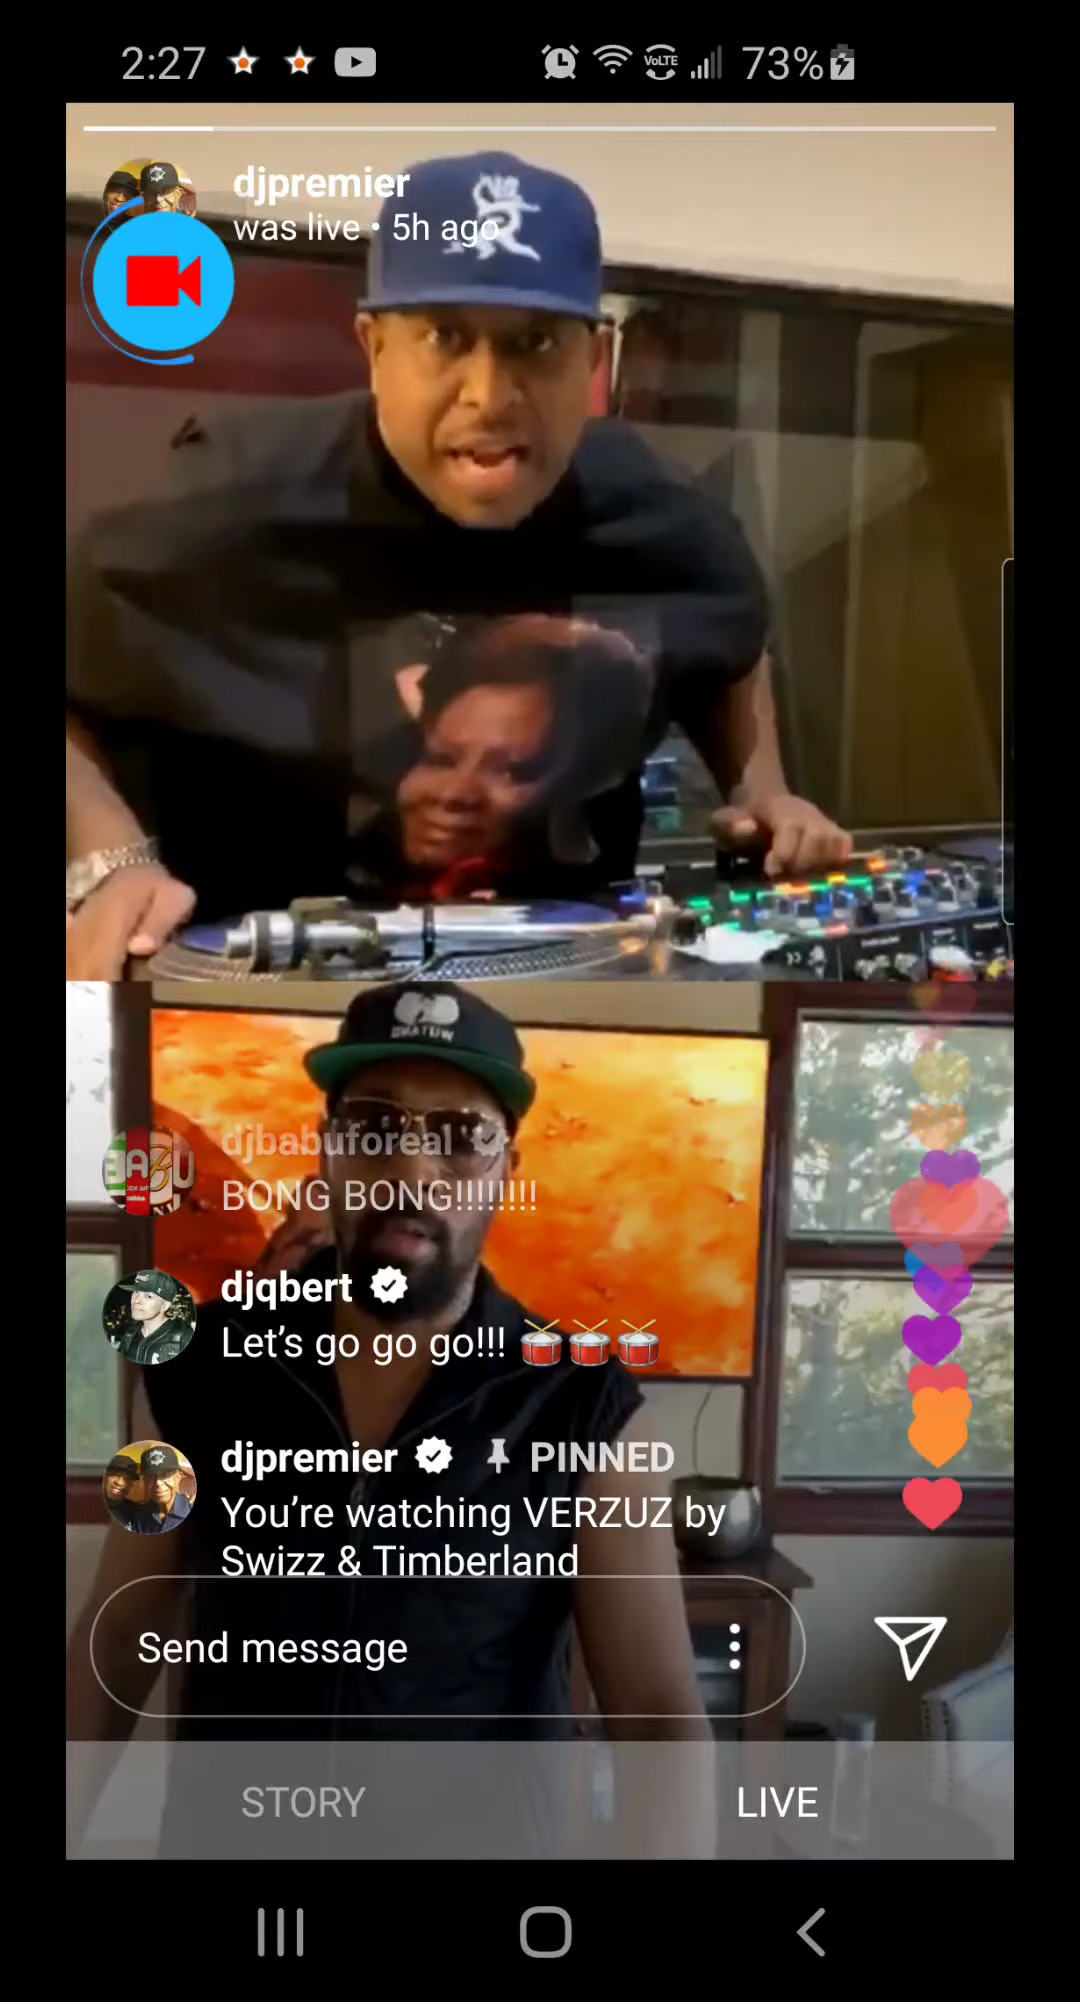 2:27
VoLTE
73%
djpremier
was live • 5h ago
djbabuforeal
BONG BONG!!!!!!!!
djqbert
Let's go go go!!! 🥁🥁🥁
djpremier PINNED
You're watching VERZUZ by
Swizz & Timberland
Send message
STORY
LIVE